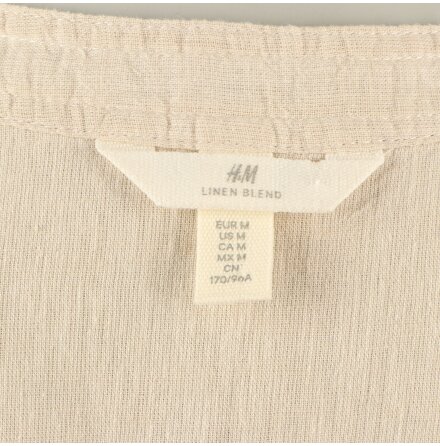 H&M
LINEN BLEND
EUR M
US M
CA M
MX M
CN
170/96A